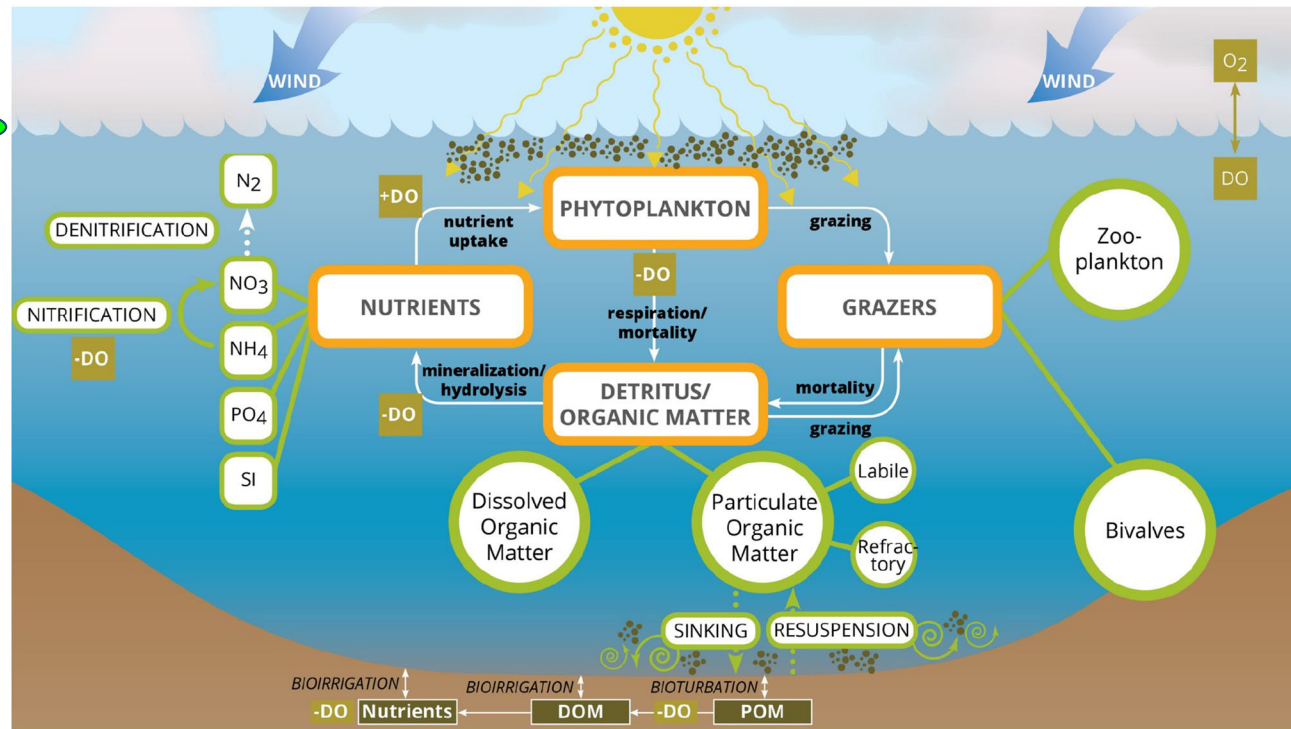 WIND
WIND
O2
DO
N2
DENITRIFICATION
NO3
NITRIFICATION
-DO
NH4
PO4
SI
+DO
nutrient
uptake
PHYTOPLANKTON
grazing
-DO
respiration/
mortality
NUTRIENTS
GRAZERS
mineralization/
hydrolysis
-DO
DETRITUS/
ORGANIC MATTER
mortality
grazing
Zoo-
plankton
Bivalves
Dissolved
Organic
Matter
Particulate
Organic
Matter
Labile
Refrac-
tory
SINKING
RESUSPENSION
BIOIRRIGATION
BIOIRRIGATION
BIOTURBATION
-DO
Nutrients
DOM
-DO
POM